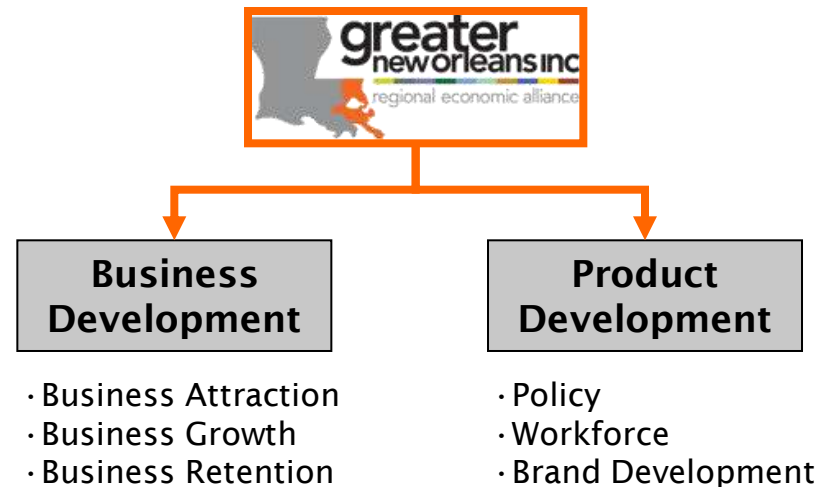 greater
new orleans inc
regional economic alliance
Business
Development
·Business Attraction
·Business Growth
·Business Retention
Product
Development
·Policy
·Workforce
·Brand Development